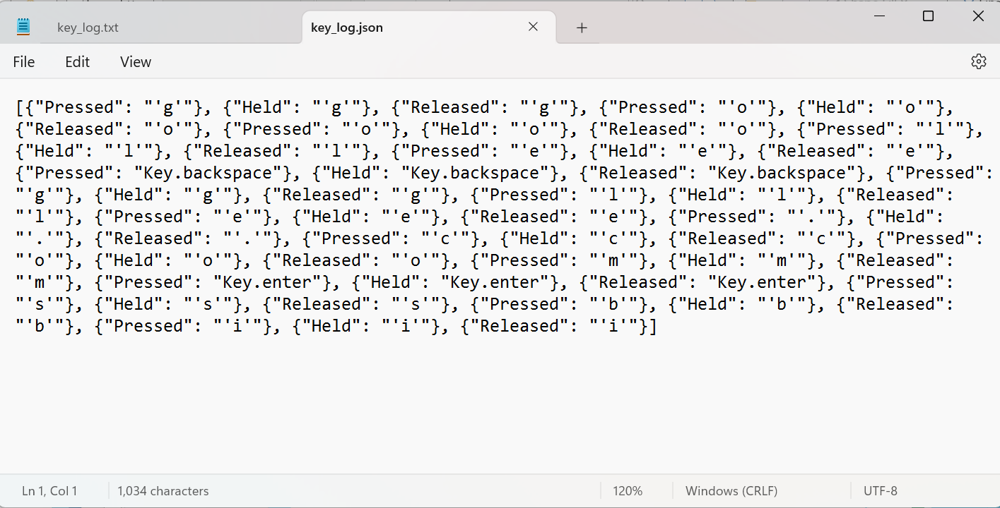 key_log.txt
key_log.json
File
Edit
View
[{"Pressed": "'g'"}, {"Held": "'g'"}, {"Released": "'g'"}, {"Pressed": "'o'"}, {"Held": "'o'"},
{"Released": "'o'"}, {"Pressed": "'o'"}, {"Held": "'o'"}, {"Released": "'o'"}, {"Pressed": "'l'"},
{"Held": "'l'"}, {"Released": "'l'"}, {"Pressed": "'e'"}, {"Held": "'e'"}, {"Released": "'e'"},
{"Pressed": "Key.backspace"}, {"Held": "Key.backspace"}, {"Released": "Key.backspace"}, {"Pressed":
"'g'"}, {"Held": "'g'"}, {"Released": "'g'"}, {"Pressed": "'l'"}, {"Held": "'l'"}, {"Released":
"'l'"}, {"Pressed": "'e'"}, {"Held": "'e'"}, {"Released": "'e'"}, {"Pressed": "'.'"}, {"Held":
"'.'"}, {"Released": "'.'"}, {"Pressed": "'c'"}, {"Held": "'c'"}, {"Released": "'c'"}, {"Pressed":
"'o'"}, {"Held": "'o'"}, {"Released": "'o'"}, {"Pressed": "'m'"}, {"Held": "'m'"}, {"Released":
"'m'"}, {"Pressed": "Key.enter"}, {"Held": "Key.enter"}, {"Released": "Key.enter"}, {"Pressed":
"'s'"}, {"Held": "'s'"}, {"Released": "'s'"}, {"Pressed": "'b'"}, {"Held": "'b'"}, {"Released":
"'b'"}, {"Pressed": "'i'"}, {"Held": "'i'"}, {"Released": "'i'"}]
Ln 1, Col 1
1,034 characters
120%
Windows (CRLF)
UTF-8